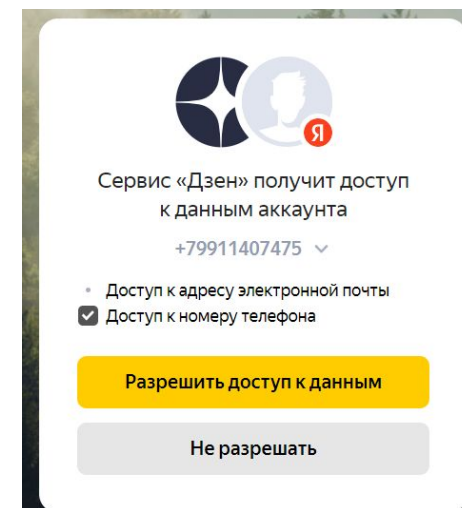 Я
Сервис «Дзен» получит доступ
к данным аккаунта
+79911407475
Доступ к адресу электронной почты
Доступ к номеру телефона
Разрешить доступ к данным
Не разрешать